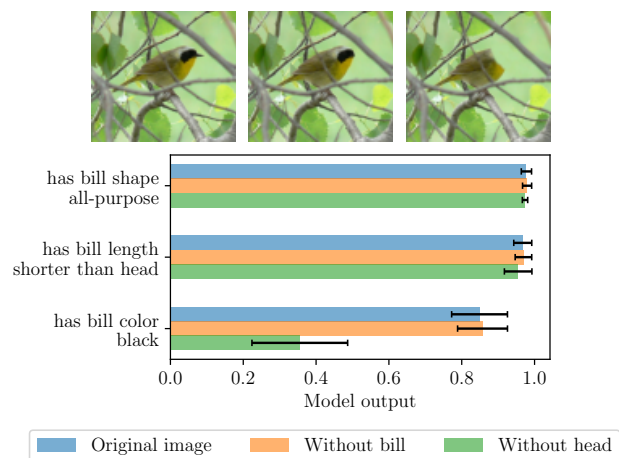 has bill shape
all-purpose
has bill length
shorter than head
has bill color
black
0.0 0.2 0.4 0.6 0.8 1.0
Model output
Original image Without bill Without head